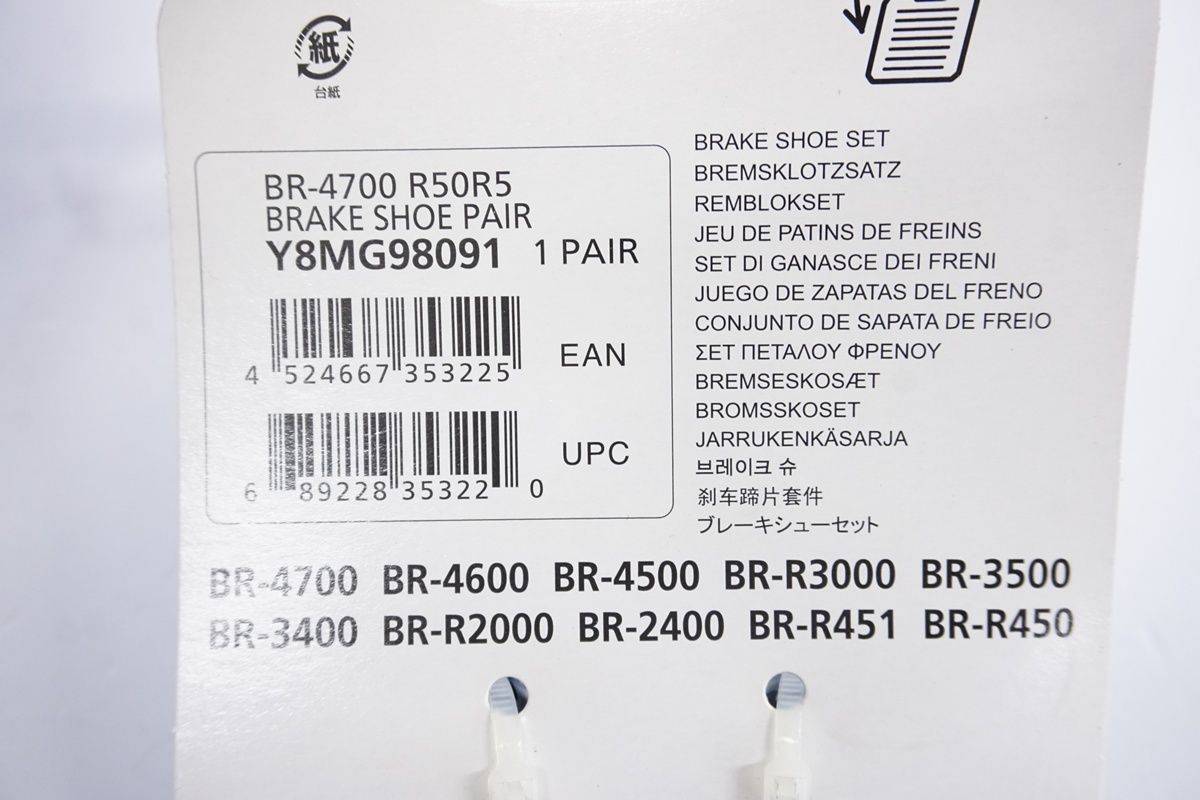 紙
台紙
BR-4700 R50R5
BRAKE SHOE PAIR
Y8MG98091 1 PAIR
4 524667 353225
EAN
6 89228 35322 0
UPC
BRAKE SHOE SET
BREMSKLOTZSATZ
REMBLOKSET
JEU DE PATINS DE FREINS
SET DI GANASCE DEI FRENI
JUEGO DE ZAPATAS DEL FRENO
CONJUNTO DE SAPATA DE FREIO
ΣΕΤ ΠΕΤΑΛΟΥ ΦΡΕΝΟΥ
BREMSESKOSÆT
BROMSSKOSET
JARRUKENKÄSARJA
브레이크 슈
刹车蹄片套件
ブレーキシューセット
BR-4700 BR-4600 BR-4500 BR-R3000 BR-3500
BR-3400 BR-R2000 BR-2400 BR-R451 BR-R450